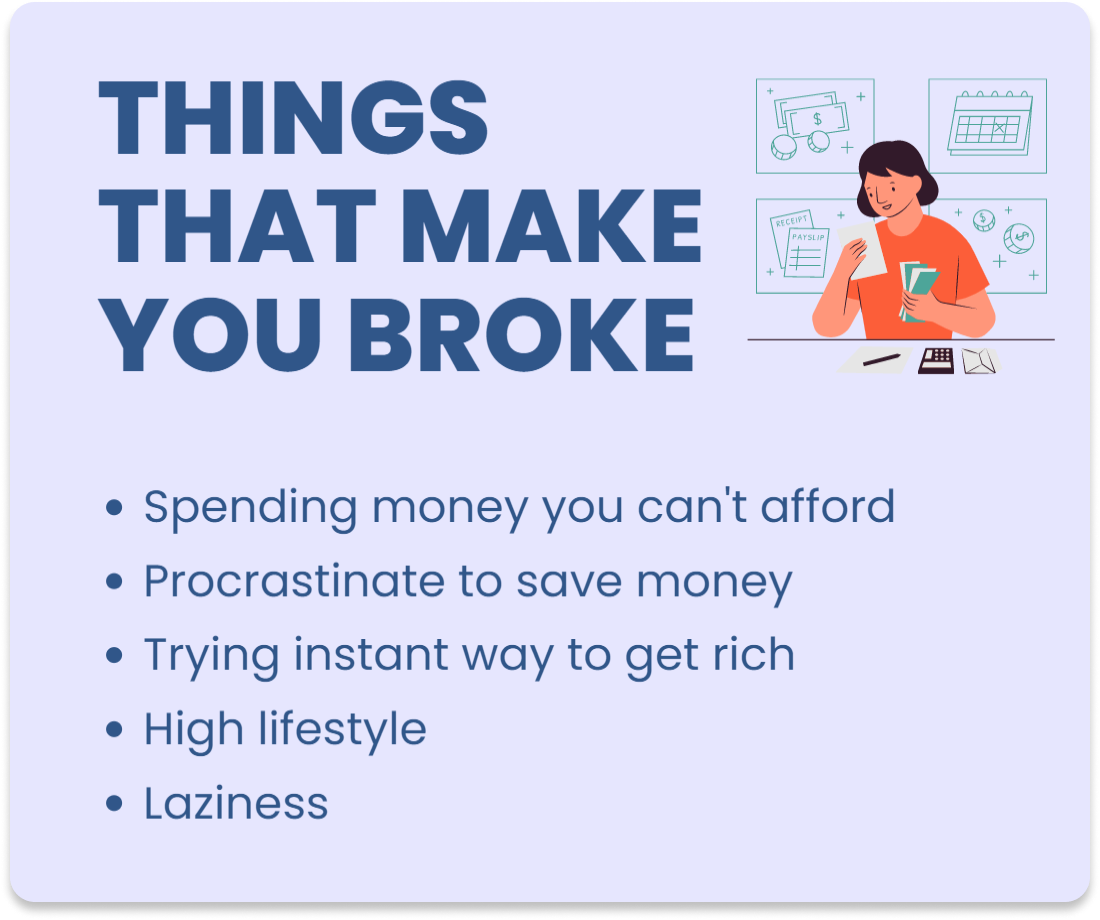 THINGS
THAT MAKE
YOU BROKE
$
RECEIPT
PAYSLIP
$
$
• Spending money you can't afford
• Procrastinate to save money
• Trying instant way to get rich
• High lifestyle
• Laziness